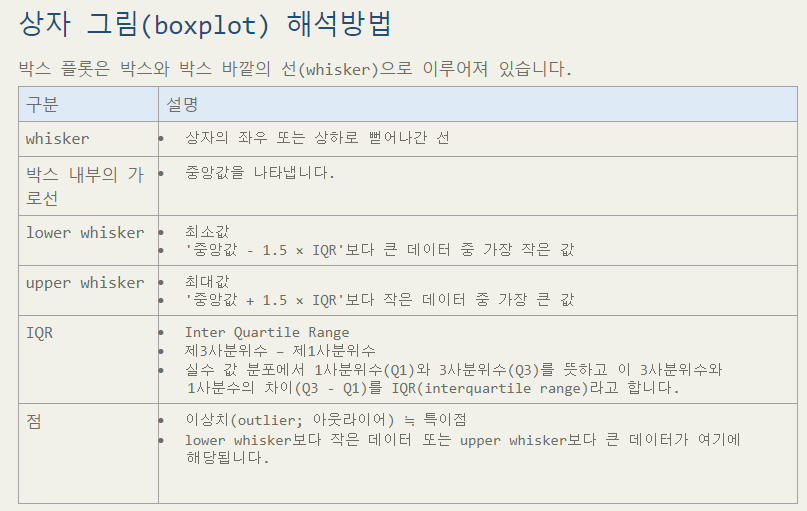 상자 그림(boxplot) 해석방법
박스 플롯은 박스와 박스 바깥의 선(whisker)으로 이루어져 있습니다.
구분 설명
whisker • 상자의 좌우 또는 상하로 뻗어나간 선
박스 내부의 가 • 중앙값을 나타냅니다.
로선
lower whisker • 최소값
• '중앙값 - 1.5 × IQR'보다 큰 데이터 중 가장 작은 값
upper whisker • 최대값
• '중앙값 + 1.5 × IQR'보다 작은 데이터 중 가장 큰 값
IQR • Inter Quartile Range
• 제3사분위수 – 제1사분위수
• 실수 값 분포에서 1사분위수(Q1)와 3사분위수(Q3)를 뜻하고 이 3사분위수와
1사분수의 차이(Q3 - Q1)를 IQR(interquartile range)라고 합니다.
점 • 이상치(outlier; 아웃라이어) ≒ 특이점
• lower whisker보다 작은 데이터 또는 upper whisker보다 큰 데이터가 여기에
해당됩니다.